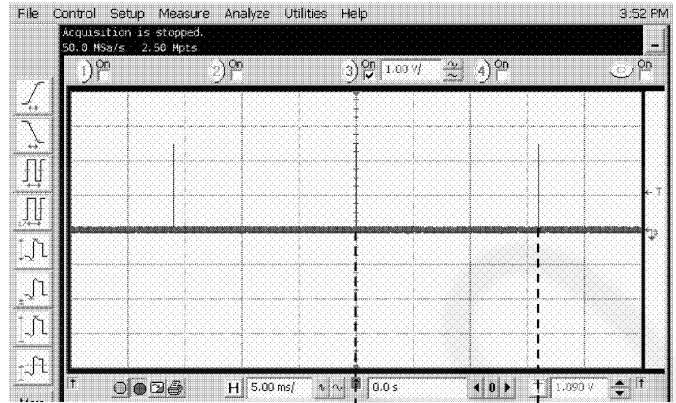 File Control Setup Measure Analyze Utilities Help 3:52 PM
Acquisition is stopped.
50.0 MSa/s 2.50 Mpts
1) On 2) On 3) On 1.00 V/ 4) On On
T
H 5.00 ms/ 0.0 s 0 T 1.090 V T